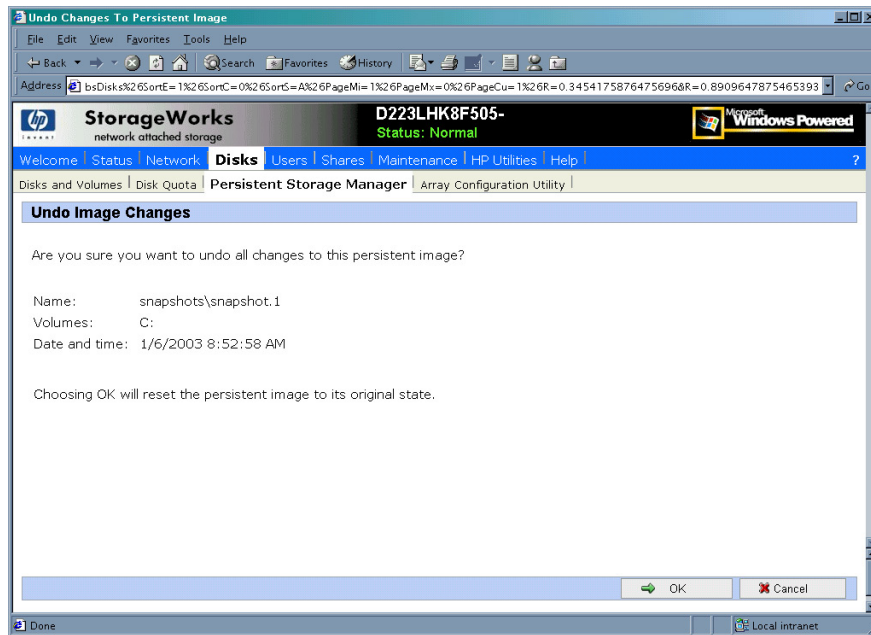 Undo Changes To Persistent Image
File Edit View Favorites Tools Help
Back Search Favorites History
Address bsDisks%26SortE=1%26SortC=0%26SortS=A%26PageMi=1%26PageMx=0%26PageCu=1%26R=0.3454175876475696&R=0.8909647875465393 Go
hp
invent
StorageWorks
network attached storage
D223LHK8F505-
Status: Normal
Microsoft
Windows Powered
Welcome Status Network Disks Users Shares Maintenance HP Utilities Help ?
Disks and Volumes Disk Quota Persistent Storage Manager Array Configuration Utility
Undo Image Changes
Are you sure you want to undo all changes to this persistent image?
Name: snapshots\snapshot.1
Volumes: C:
Date and time: 1/6/2003 8:52:58 AM
Choosing OK will reset the persistent image to its original state.
OK Cancel
Done Local intranet